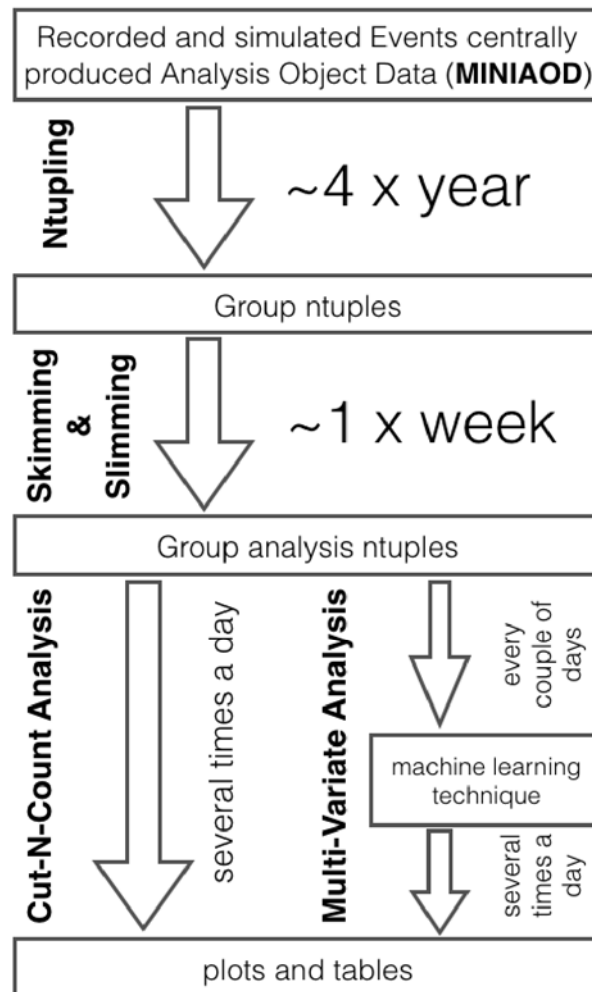 Recorded and simulated Events centrally
produced Analysis Object Data (MINIAOD)
Ntupling
~4 x year
Group ntuples
Skimming
&
Slimming
~1 x week
Group analysis ntuples
Cut-N-Count Analysis
several times a day
Multi-Variate Analysis
every
couple of
days
machine learning
technique
several
times a
day
plots and tables